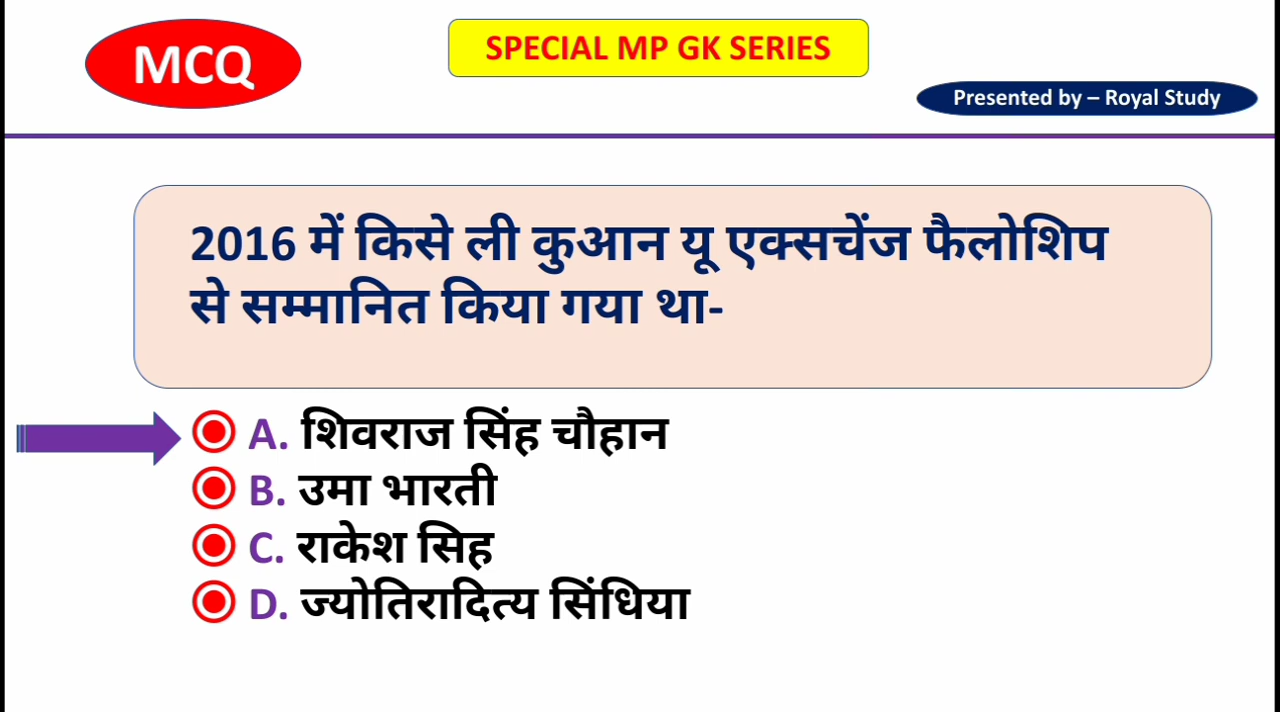 MCQ
SPECIAL MP GK SERIES
Presented by – Royal Study
2016 में किसे ली कुआन यू एक्सचेंज फैलोशिप
से सम्मानित किया गया था-
A. शिवराज सिंह चौहान
B. उमा भारती
C. राकेश सिह
D. ज्योतिरादित्य सिंधिया